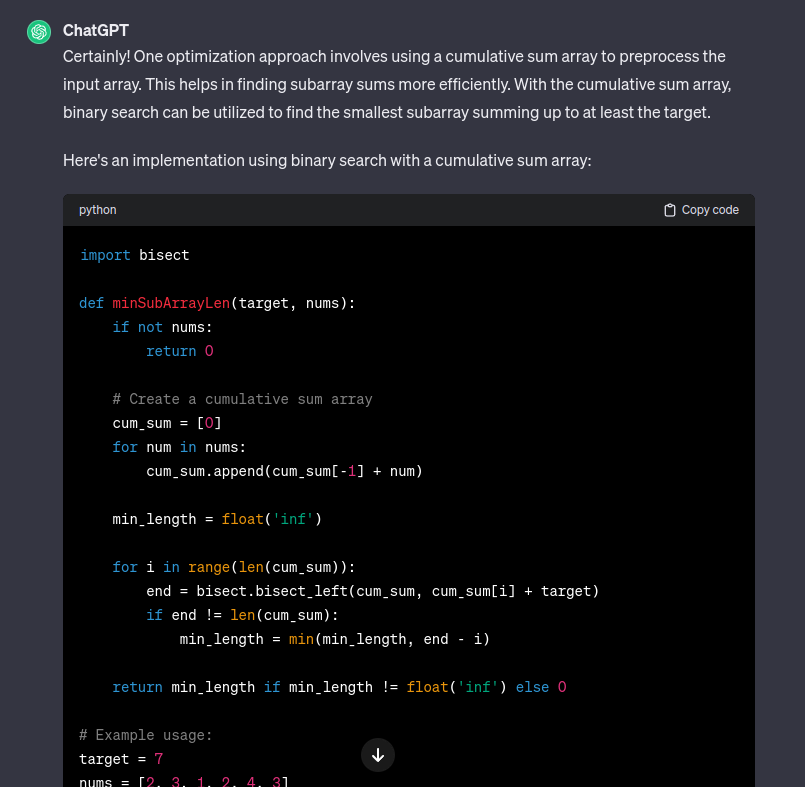 ChatGPT
Certainly! One optimization approach involves using a cumulative sum array to preprocess the
input array. This helps in finding subarray sums more efficiently. With the cumulative sum array,
binary search can be utilized to find the smallest subarray summing up to at least the target.
Here's an implementation using binary search with a cumulative sum array:
python Copy code
import bisect
def minSubArrayLen(target, nums):
    if not nums:
        return 0
    # Create a cumulative sum array
    cum_sum = [0]
    for num in nums:
        cum_sum.append(cum_sum[-1] + num)
    min_length = float('inf')
    for i in range(len(cum_sum)):
        end = bisect.bisect_left(cum_sum, cum_sum[i] + target)
        if end != len(cum_sum):
            min_length = min(min_length, end - i)
    return min_length if min_length != float('inf') else 0
# Example usage:
target = 7
nums = [2, 3, 1, 2, 4, 3]